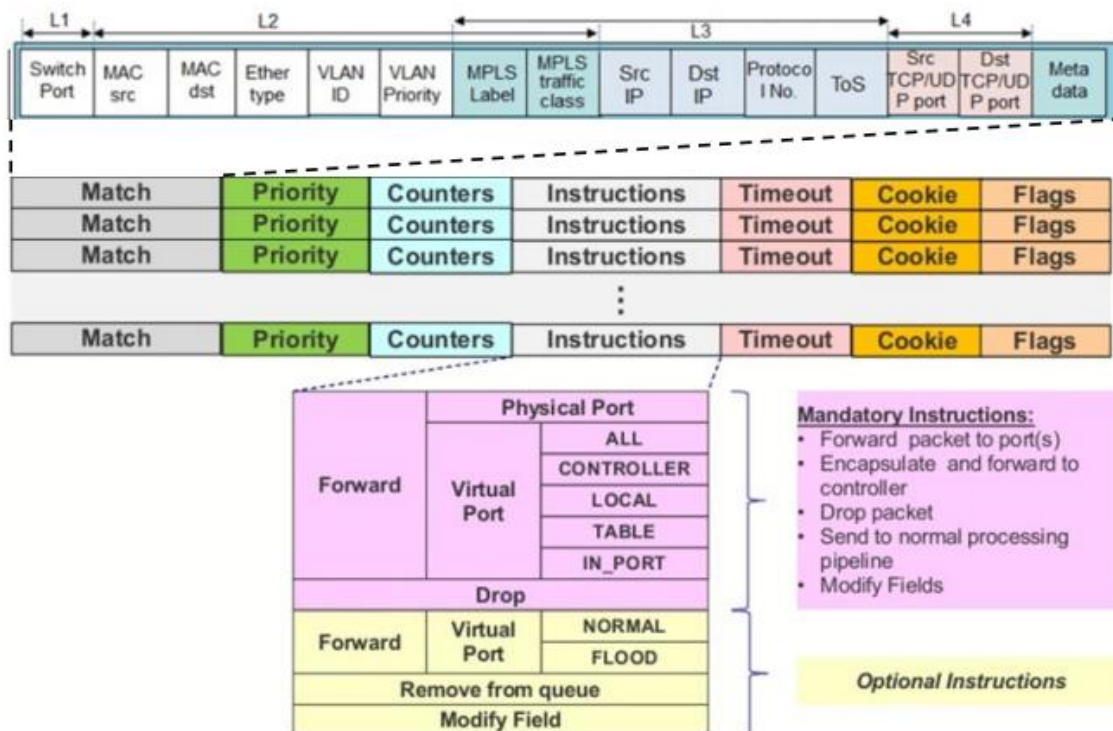 L1 L2 L3 L4
Switch Port
MAC src
MAC dst
Ether type
VLAN ID
VLAN Priority
MPLS Label
MPLS traffic class
Src IP
Dst IP
Protoco l No.
ToS
Src TCP/UD P port
Dst TCP/UD P port
Meta data
Match Priority Counters Instructions Timeout Cookie Flags
Match Priority Counters Instructions Timeout Cookie Flags
Match Priority Counters Instructions Timeout Cookie Flags
⋮
Match Priority Counters Instructions Timeout Cookie Flags
Forward
Physical Port
Virtual Port
ALL
CONTROLLER
LOCAL
TABLE
IN_PORT
Drop
Forward
Virtual Port
NORMAL
FLOOD
Remove from queue
Modify Field
Mandatory Instructions:
• Forward packet to port(s)
• Encapsulate and forward to
controller
• Drop packet
• Send to normal processing
pipeline
• Modify Fields
Optional Instructions